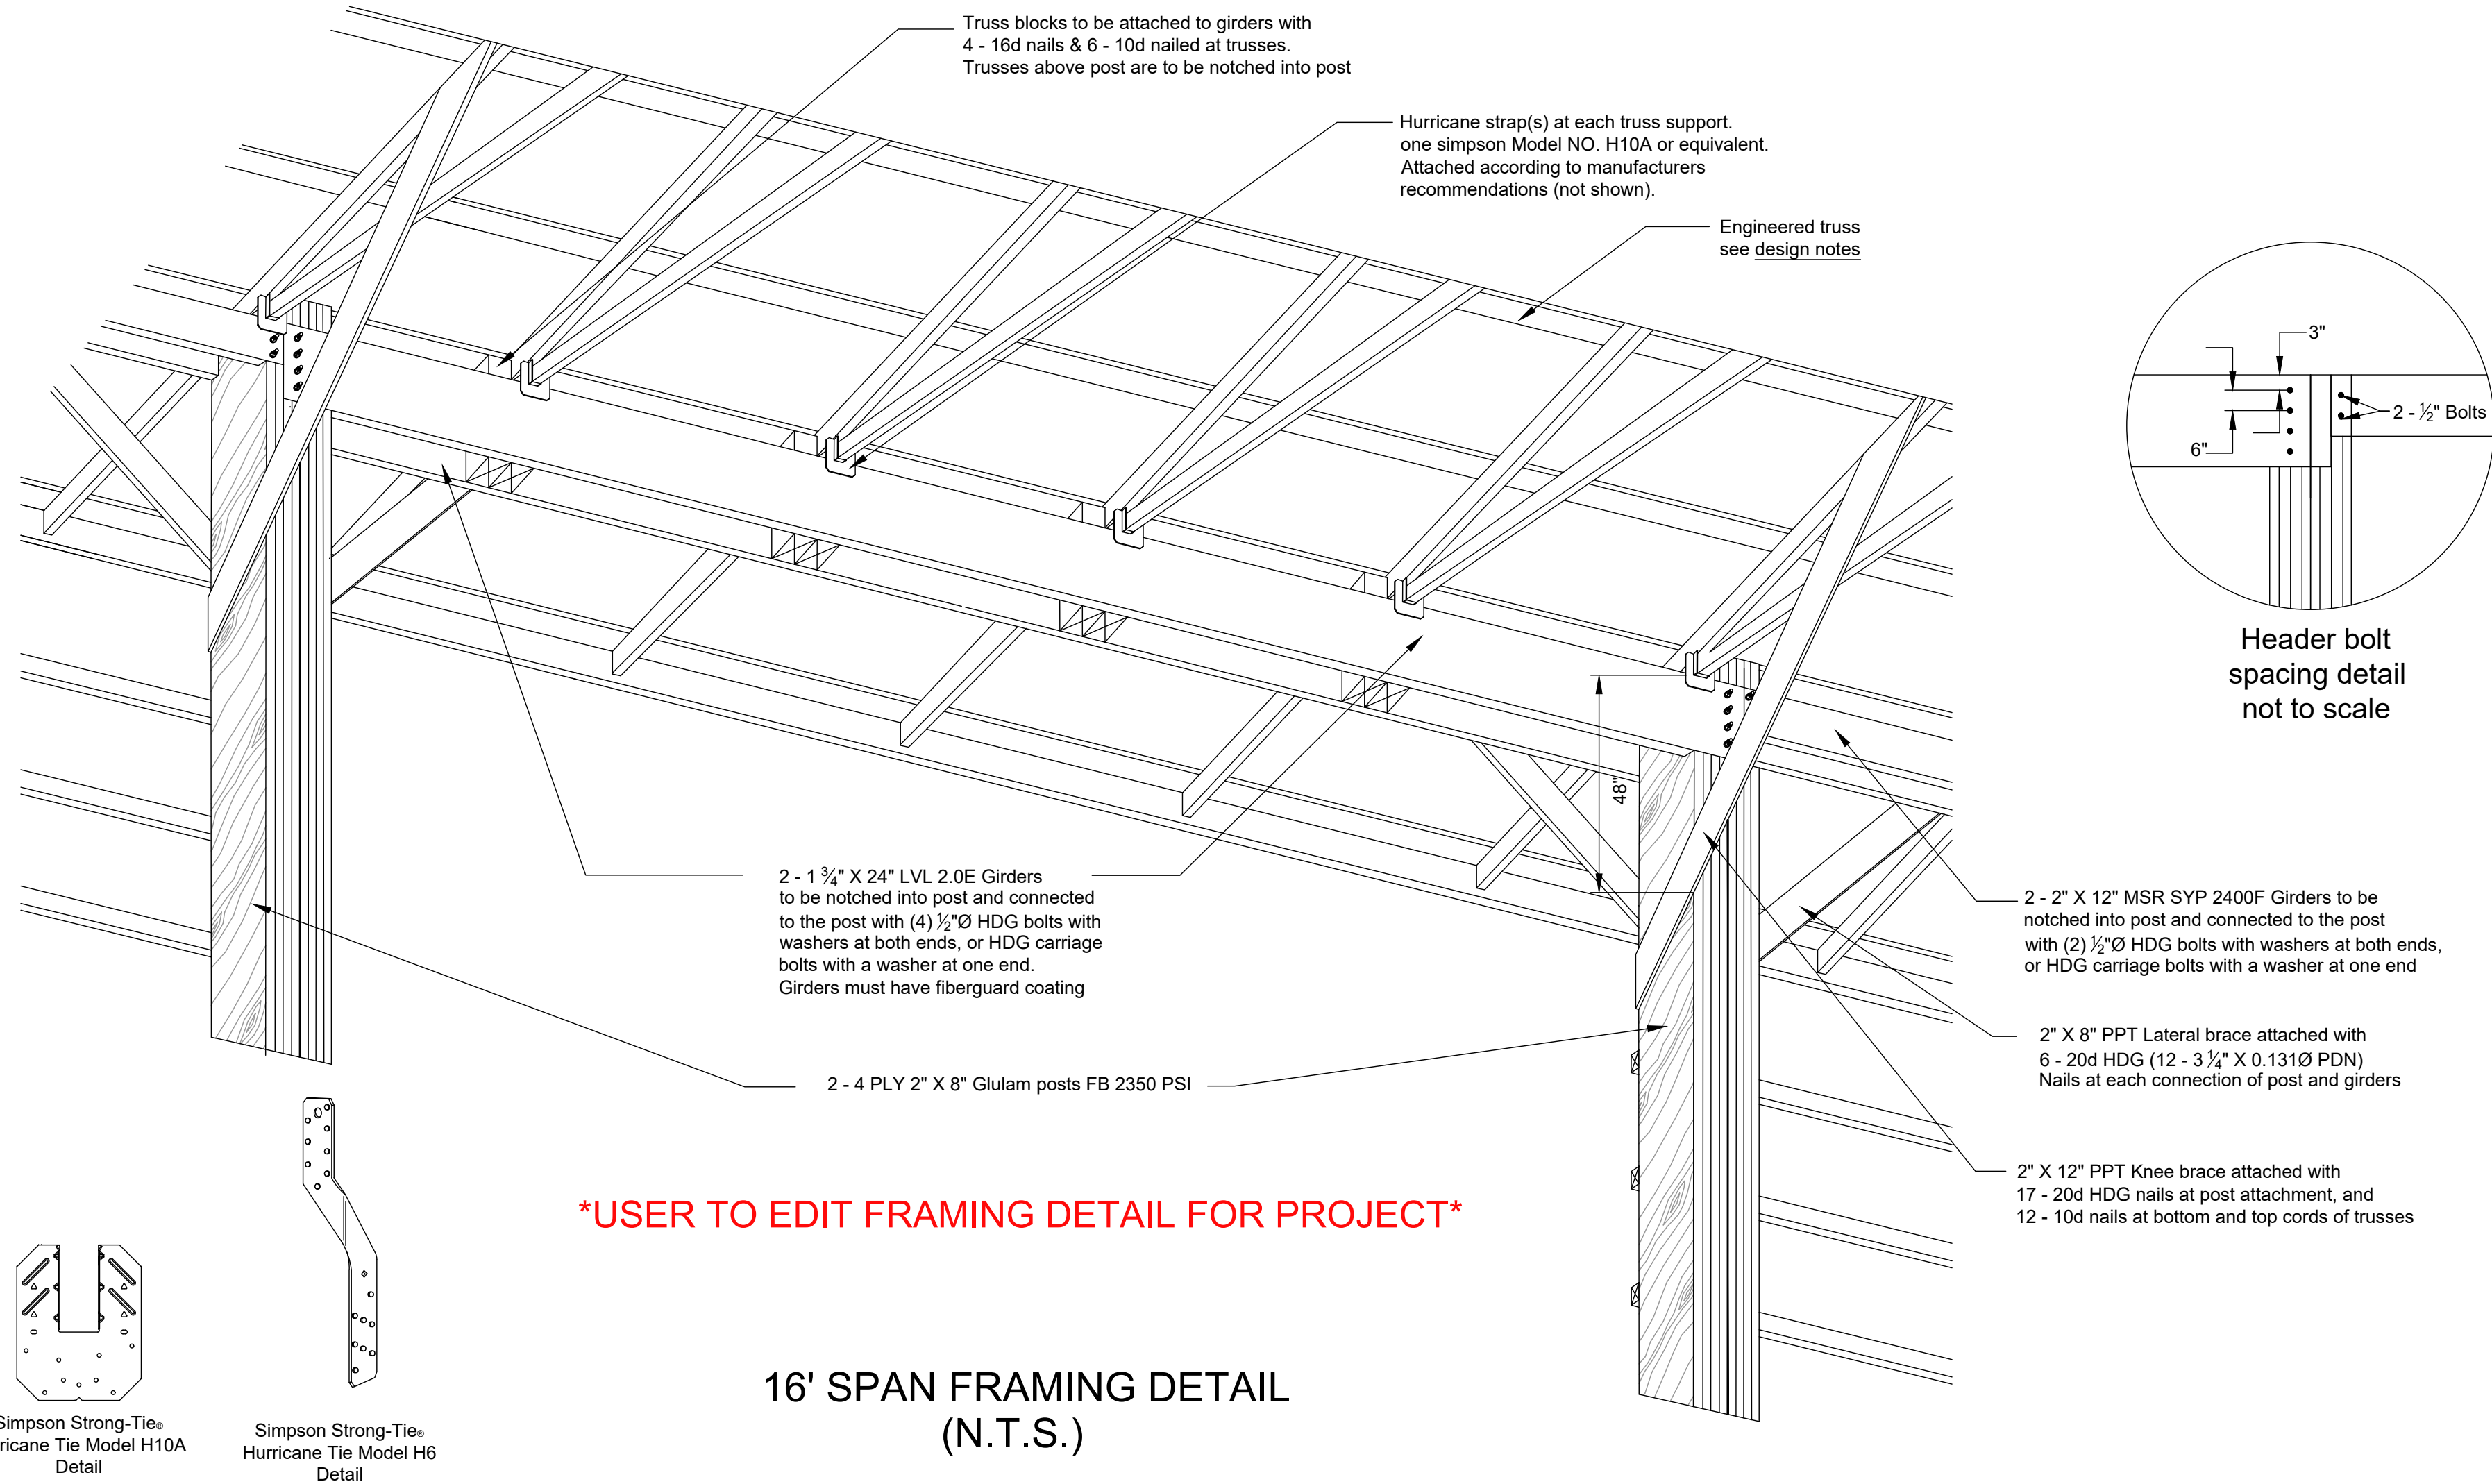 Truss blocks to be attached to girders with
4 - 16d nails & 6 - 10d nailed at trusses.
Trusses above post are to be notched into post
Hurricane strap(s) at each truss support.
one simpson Model NO. H10A or equivalent.
Attached according to manufacturers
recommendations (not shown).
Engineered truss
see design notes
3"
2 - ½" Bolts
6"
Header bolt
spacing detail
not to scale
48"
2 - 1 ¾" X 24" LVL 2.0E Girders
to be notched into post and connected
to the post with (4) ½"Ø HDG bolts with
washers at both ends, or HDG carriage
bolts with a washer at one end.
Girders must have fiberguard coating
2 - 2" X 12" MSR SYP 2400F Girders to be
notched into post and connected to the post
with (2) ½"Ø HDG bolts with washers at both ends,
or HDG carriage bolts with a washer at one end
2" X 8" PPT Lateral brace attached with
6 - 20d HDG (12 - 3 ¼" X 0.131Ø PDN)
Nails at each connection of post and girders
2 - 4 PLY 2" X 8" Glulam posts FB 2350 PSI
2" X 12" PPT Knee brace attached with
17 - 20d HDG nails at post attachment, and
12 - 10d nails at bottom and top cords of trusses
*USER TO EDIT FRAMING DETAIL FOR PROJECT*
16' SPAN FRAMING DETAIL
(N.T.S.)
Simpson Strong-Tie®
ricane Tie Model H10A
Detail
Simpson Strong-Tie®
Hurricane Tie Model H6
Detail